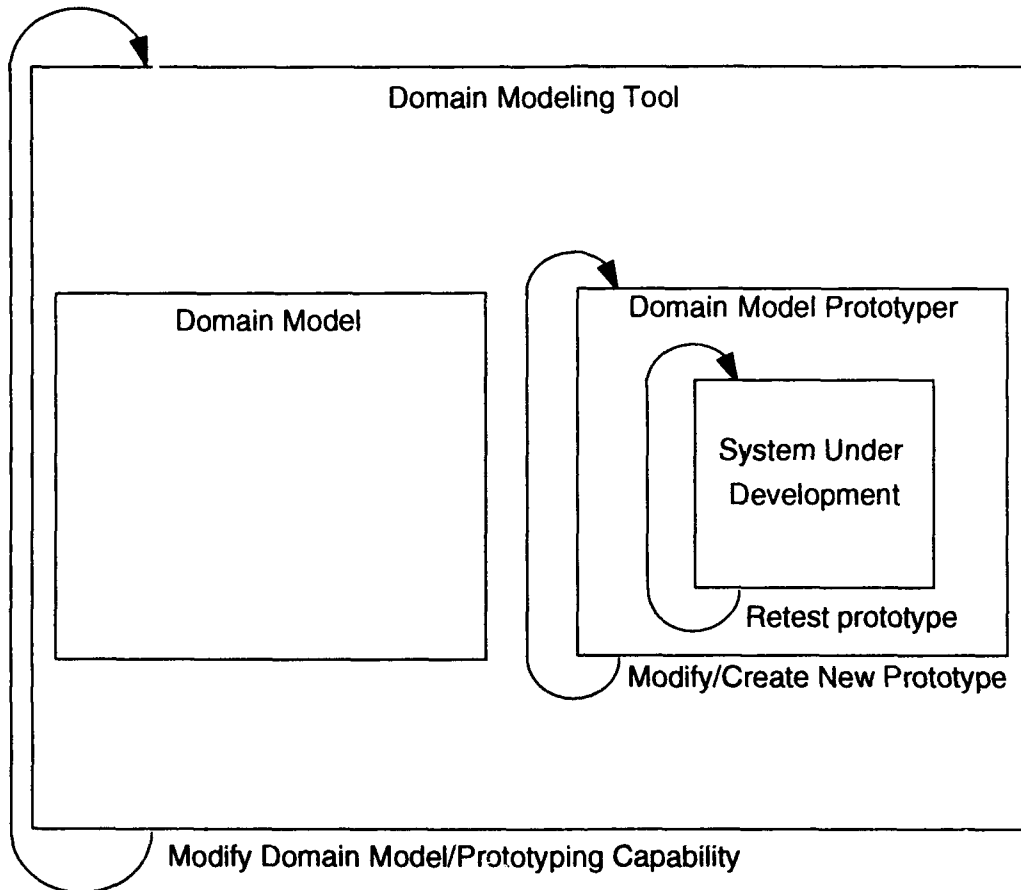 Domain Modeling Tool
Domain Model
Domain Model Prototyper
System Under
Development
Retest prototype
Modify/Create New Prototype
Modify Domain Model/Prototyping Capability